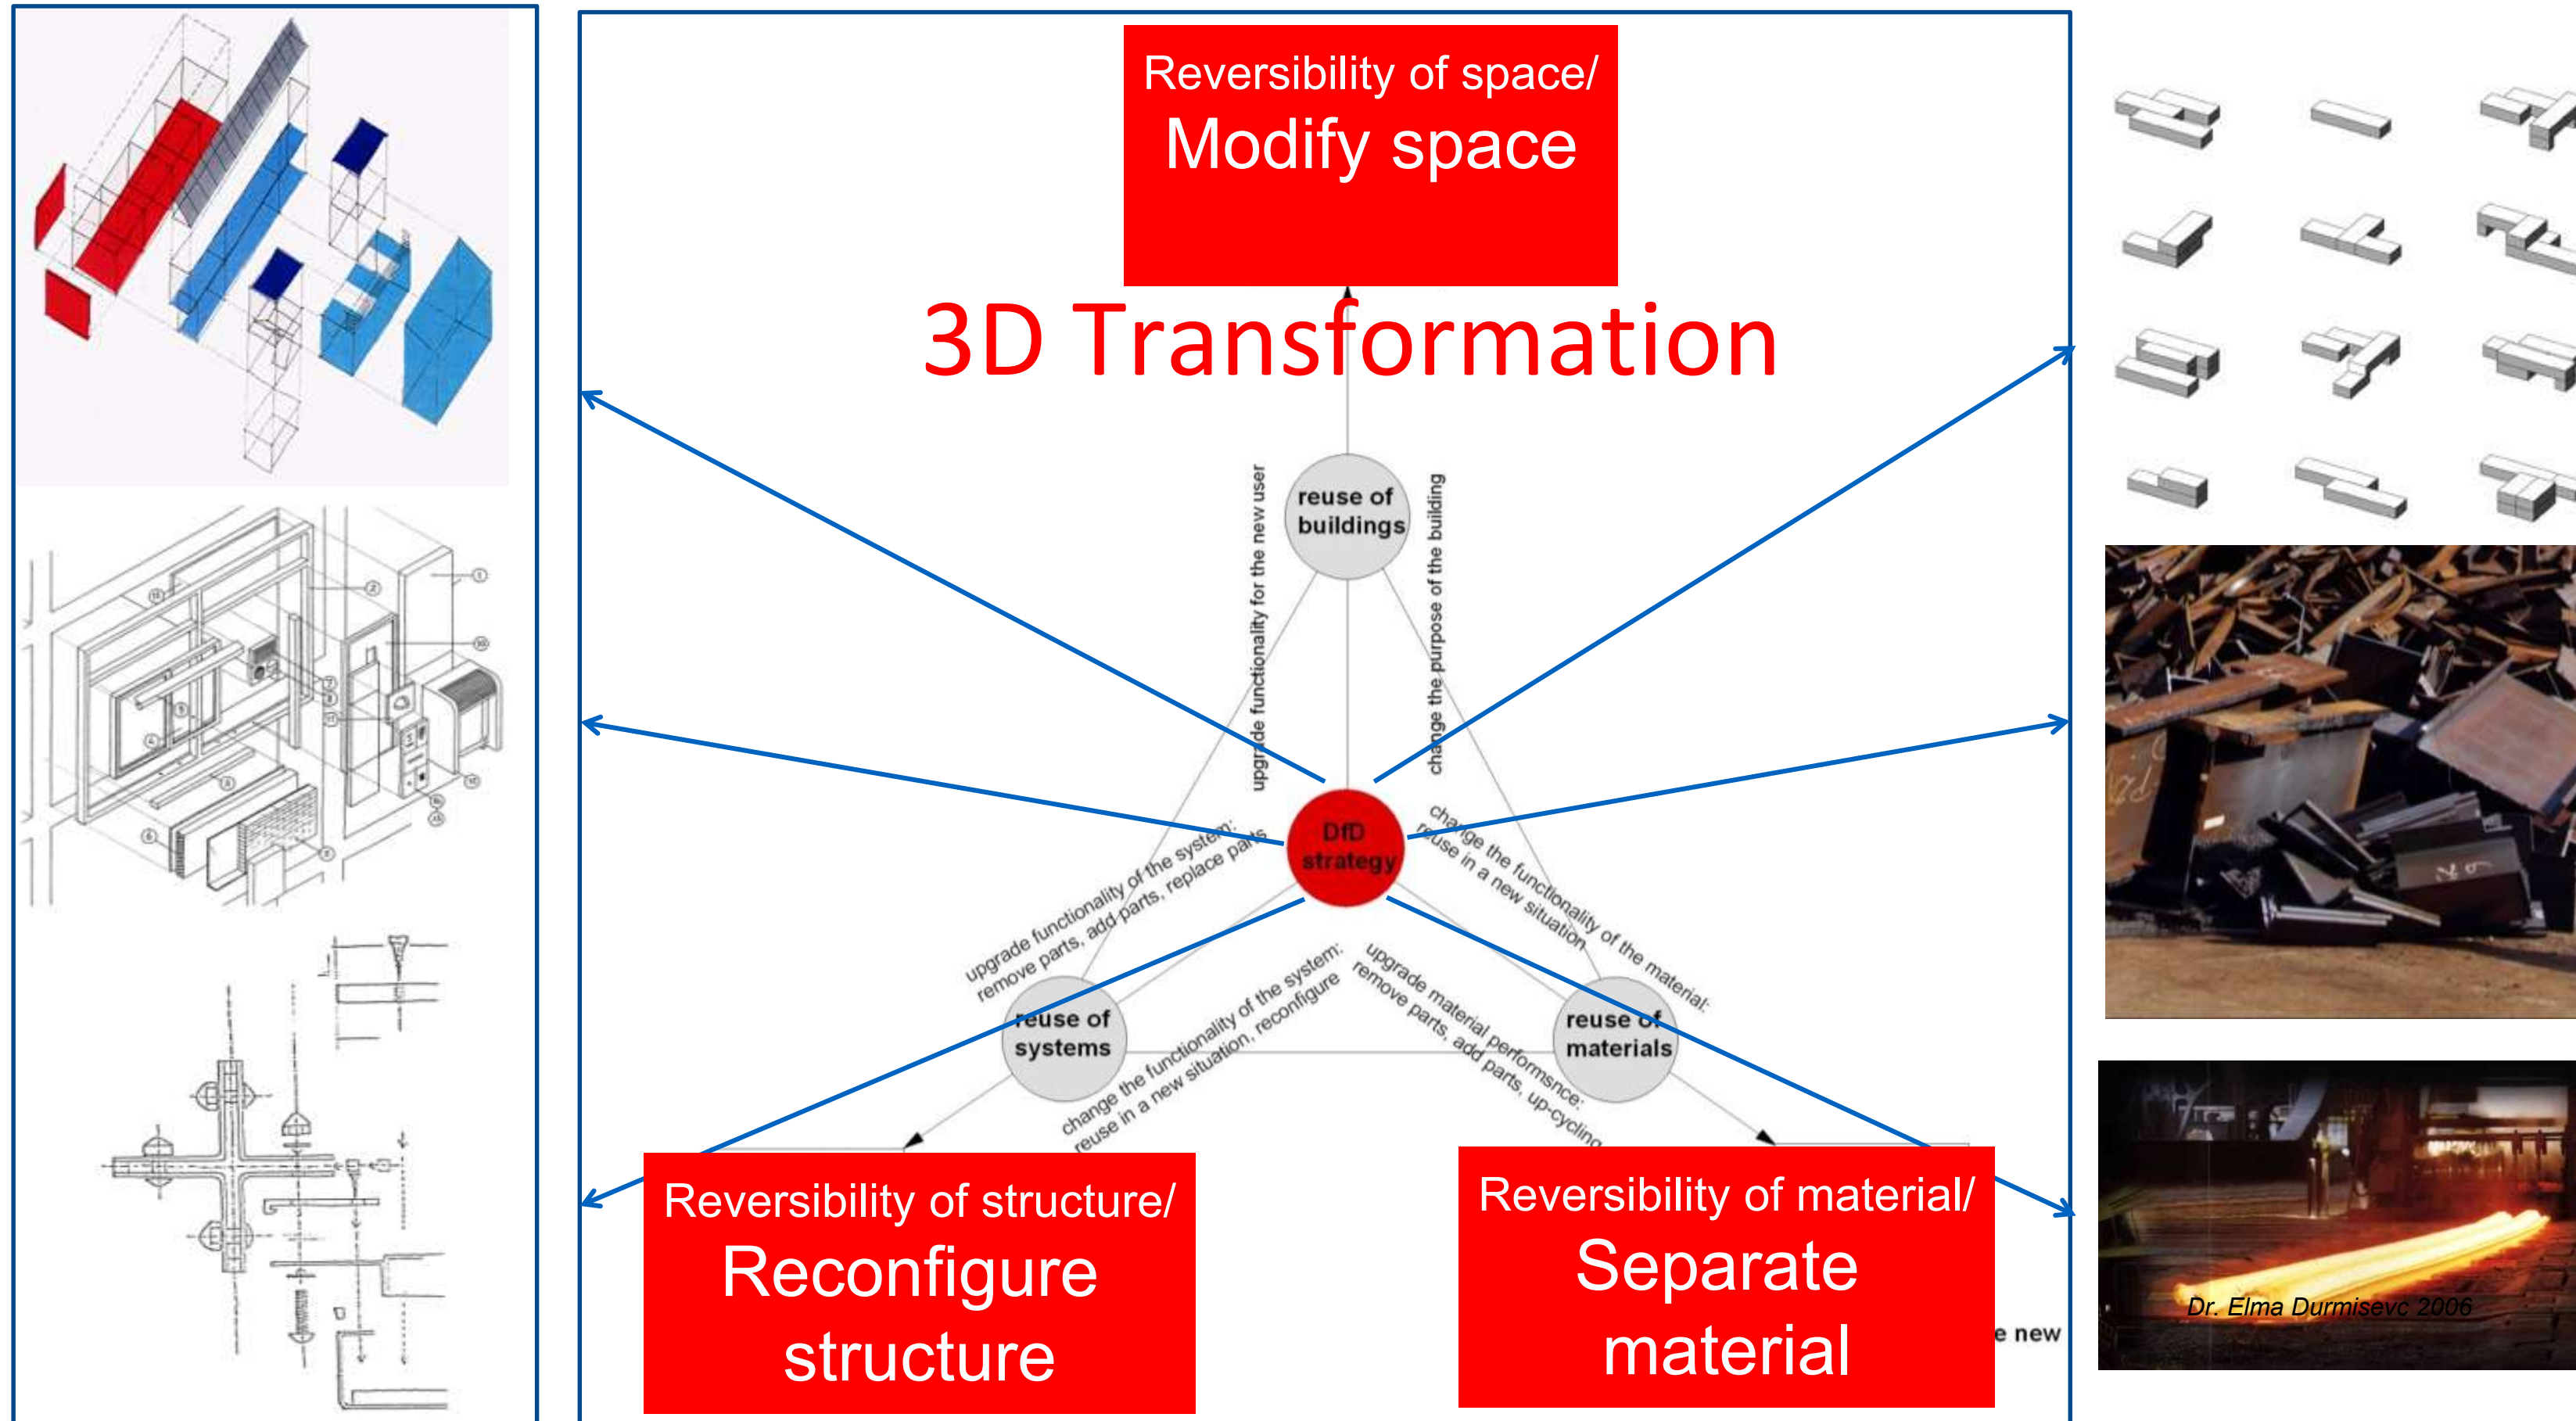 Reversibility of space/
Modify space
3D Transformation
reuse of
buildings
upgrade functionality for the new user
change the purpose of the building
DfD
strategy
upgrade functionality of the system:
remove parts, add parts, replace parts
change the functionality of the material:
reuse in a new situation
reuse of
systems
change the functionality of the system:
reuse in a new situation, reconfigure
upgrade material performsnce:
remove parts, add parts, up-cycling
reuse of
materials
Reversibility of structure/
Reconfigure
structure
Reversibility of material/
Separate
material
e new
Dr. Elma Durmisevc 2006